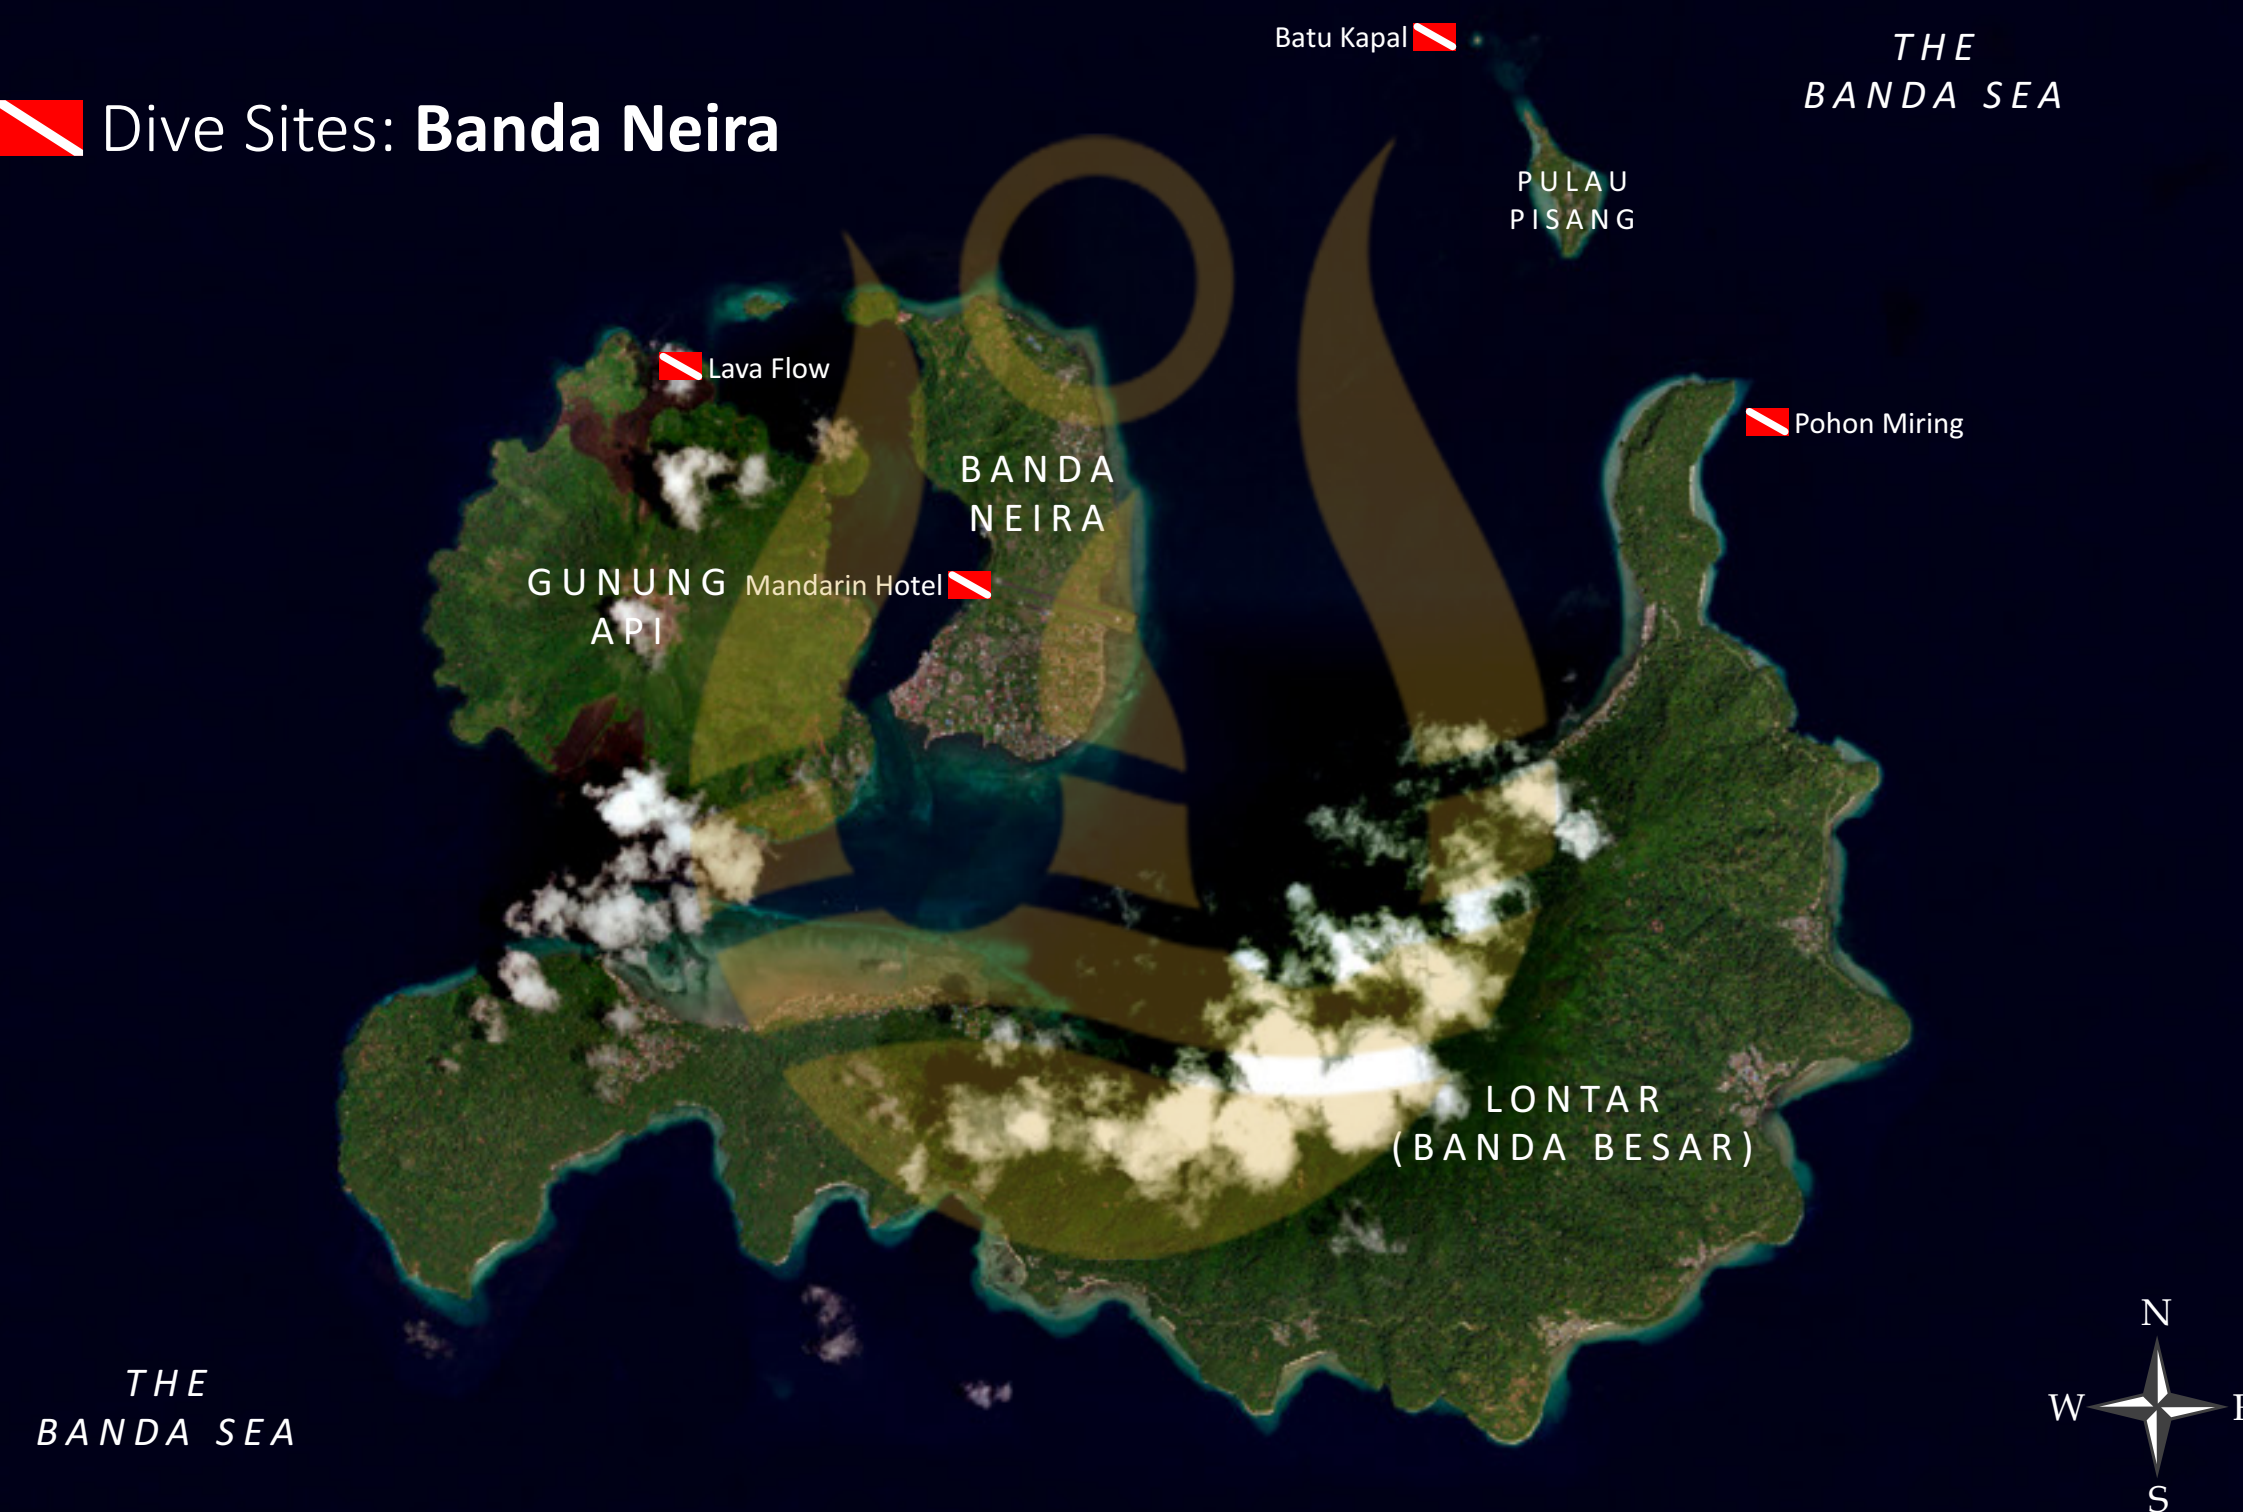 Batu Kapal
THE
BANDA SEA
Dive Sites: Banda Neira
PULAU
PISANG
Lava Flow
Pohon Miring
BANDA
NEIRA
GUNUNG
API
Mandarin Hotel
LONTAR
(BANDA BESAR)
THE
BANDA SEA
N
W
E
S